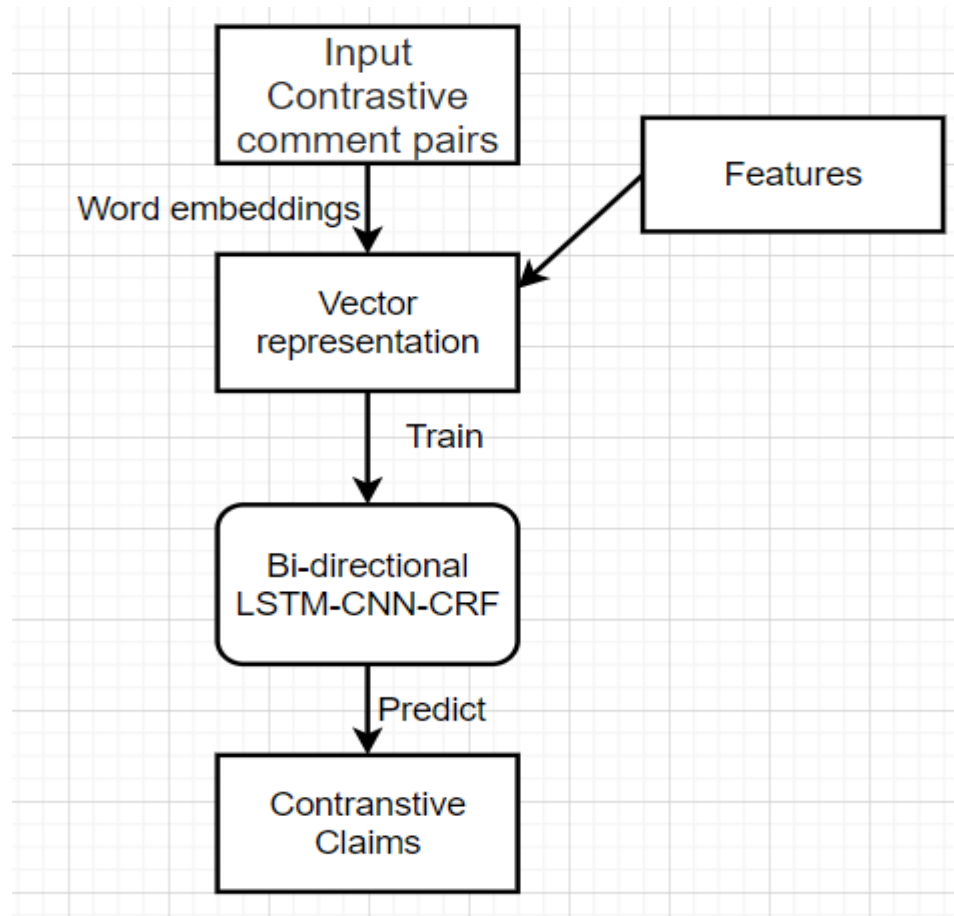 Input
Contrastive
comment pairs
Features
Word embeddings
Vector
representation
Train
Bi-directional
LSTM-CNN-CRF
Predict
Contranstive
Claims